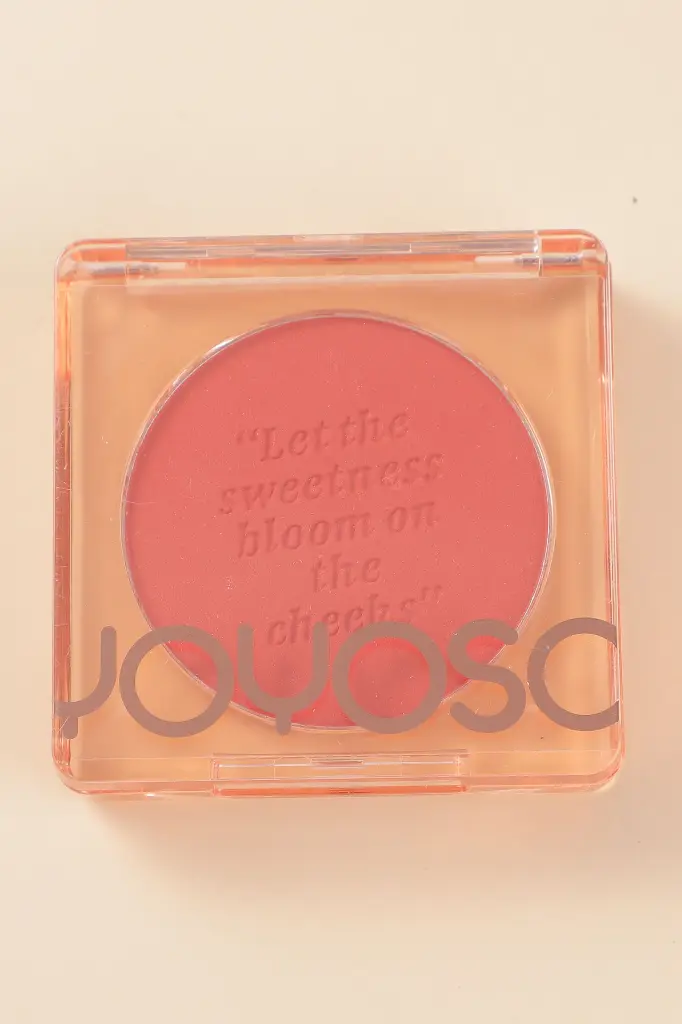 “Let the
sweetness
bloom on
the
cheeks”
JOYOSO